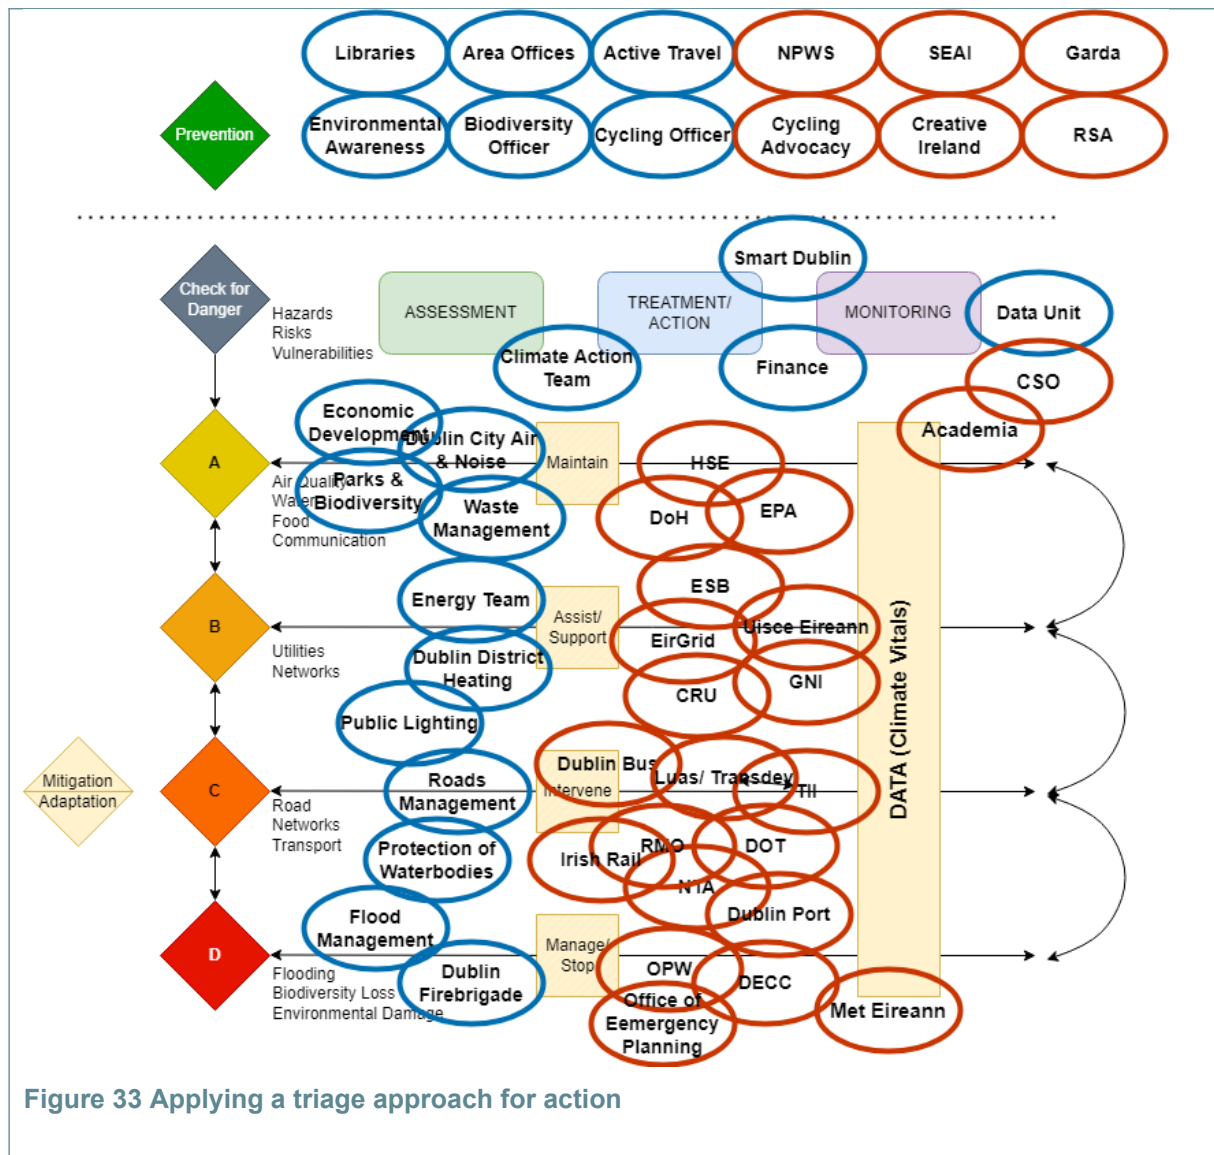 Libraries
Area Offices
Active Travel
NPWS
SEAI
Garda
Prevention
Environmental
Awareness
Biodiversity
Officer
Cycling Officer
Cycling
Advocacy
Creative
Ireland
RSA
Smart Dublin
Check for
Danger
Hazards
Risks
Vulnerabilities
ASSESSMENT
TREATMENT/
ACTION
MONITORING
Data Unit
Climate Action
Team
Finance
CSO
Academia
Economic
Development
Dublin City Air
& Noise
A
Maintain
HSE
Air Quality
Water
Food
Communication
Parks &
Biodiversity
Waste
Management
DoH
EPA
ESB
Energy Team
B
Assist/
Support
EirGrid
Uisce Eireann
Utilities
Networks
Dublin District
Heating
CRU
GNI
Public Lighting
DATA (Climate Vitals)
Mitigation
Adaptation
C
Road
Networks
Transport
Roads
Management
Dublin Bus
Intervene
Luas/ Transdev
TII
Protection of
Waterbodies
Irish Rail
RMO
DOT
NTA
Dublin Port
Flood
Management
D
Manage/
Stop
Flooding
Biodiversity Loss
Environmental Damage
Dublin
Firebrigade
OPW
DECC
Office of
Eemergency
Planning
Met Eireann
Figure 33 Applying a triage approach for action